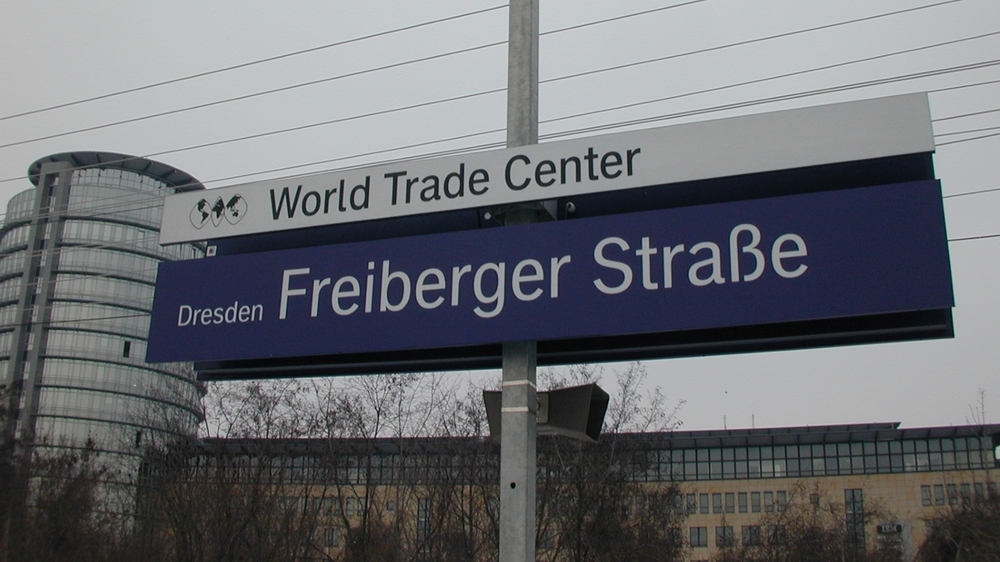 World Trade Center
Dresden Freiberger Straße